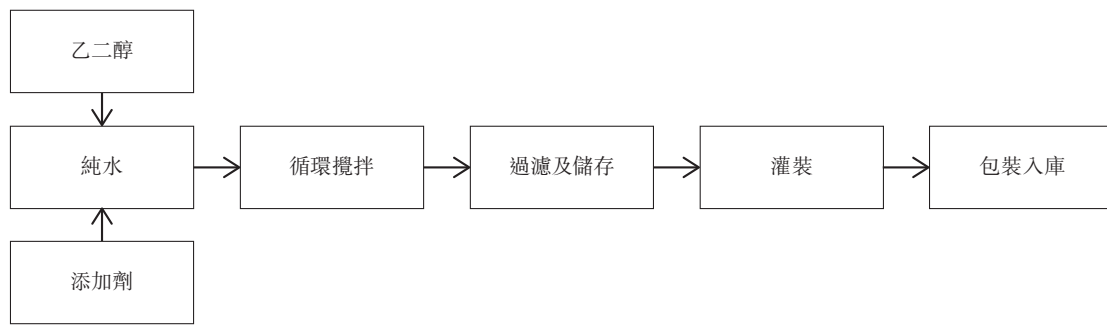 乙二醇
純水
循環攪拌
過濾及儲存
灌裝
包裝入庫
添加劑